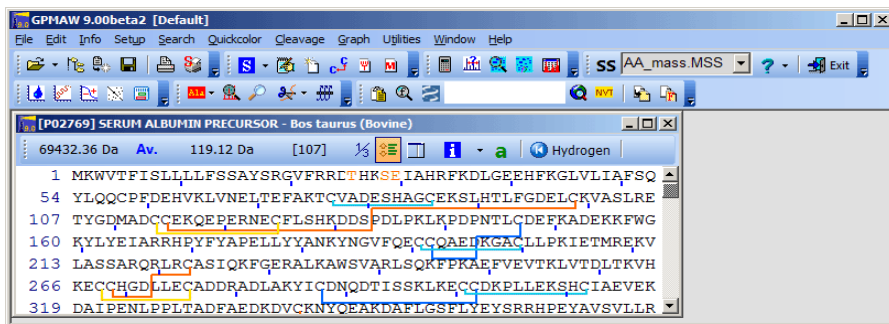 GPMAW 9.00beta2 [Default]
File Edit Info Setup Search Quickcolor Cleavage Graph Utilities Window Help
S SS AA_mass.MSS ? Exit
NVT
[P02769] SERUM ALBUMIN PRECURSOR - Bos taurus (Bovine)
69432.36 Da Av. 119.12 Da [107] 1/3 i a Hydrogen
1 MKWVTFISLLLLFSSAYSRGVFRRDTHKSEIAHRFKDLGEEHFKGLVLIAFSQ
54 YLQQCPFDEHVKLVNELTEFAKTCVADESHAGCEKSLHTLFGDELCKVASLRE
107 TYGDMADCCEKQEPERNECFLSHKDDSPDLPKLKPDPNTLCDEFKADEKKFWG
160 KYLYEIARRHPYFYAPELLYYANKYNGVFQECCQAEDKGACLLPKIETMREKV
213 LASSARQRLRCASIQKFGERALKAWSVARLSQKFPKAEFVEVTKLVTDLTKVH
266 KECCHGDLLECADDRADLAKYICDNQDTISSKLKECCDKPLLEKSHCIAEVEK
319 DAIPENLPPLTADFAEDKDVCKNYQEAKDAFLGSFLYEYSRRHPEYAVSVLLR